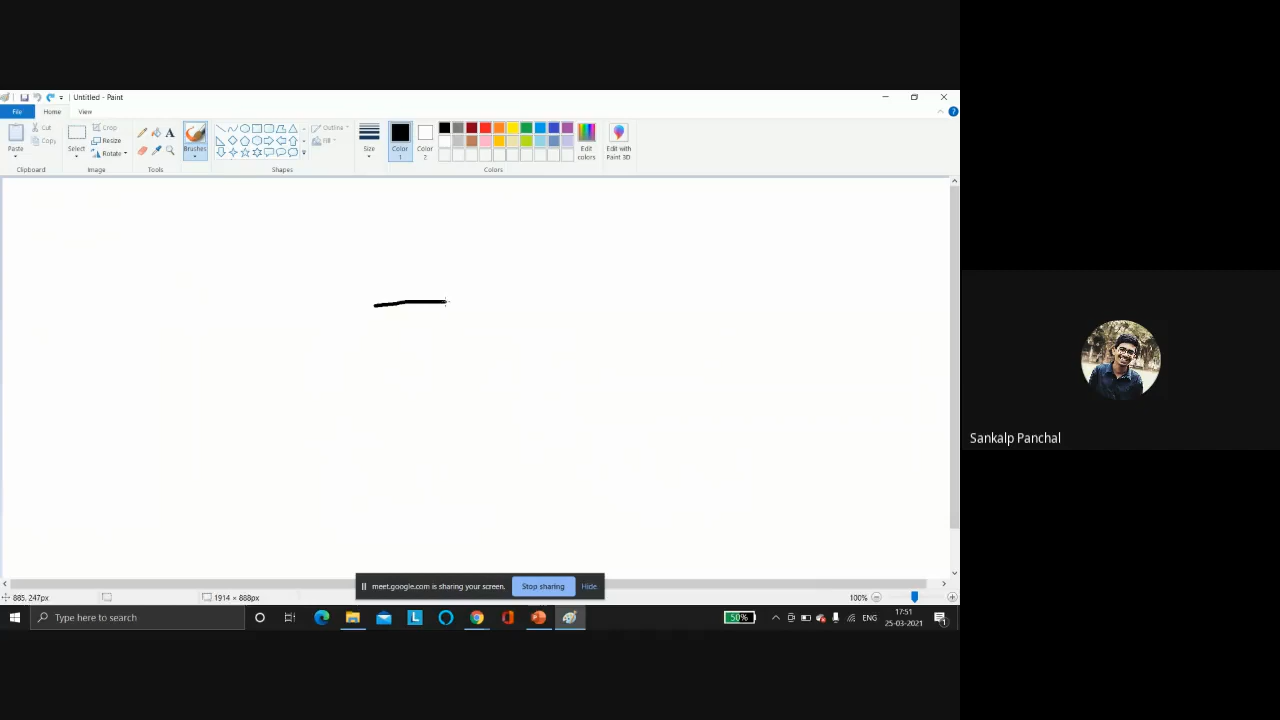 Untitled - Paint
File Home View
Cut
Copy
Paste
Clipboard
Crop
Resize
Rotate
Select
Image
Tools
Brushes
Outline
Fill
Shapes
Size
Color 1
Color 2
Edit colors
Colors
Edit with Paint 3D
Sankalp Panchal
meet.google.com is sharing your screen. Stop sharing Hide
885, 247px
1914 × 888px
100%
Type here to search
50%
ENG
17:51
25-03-2021